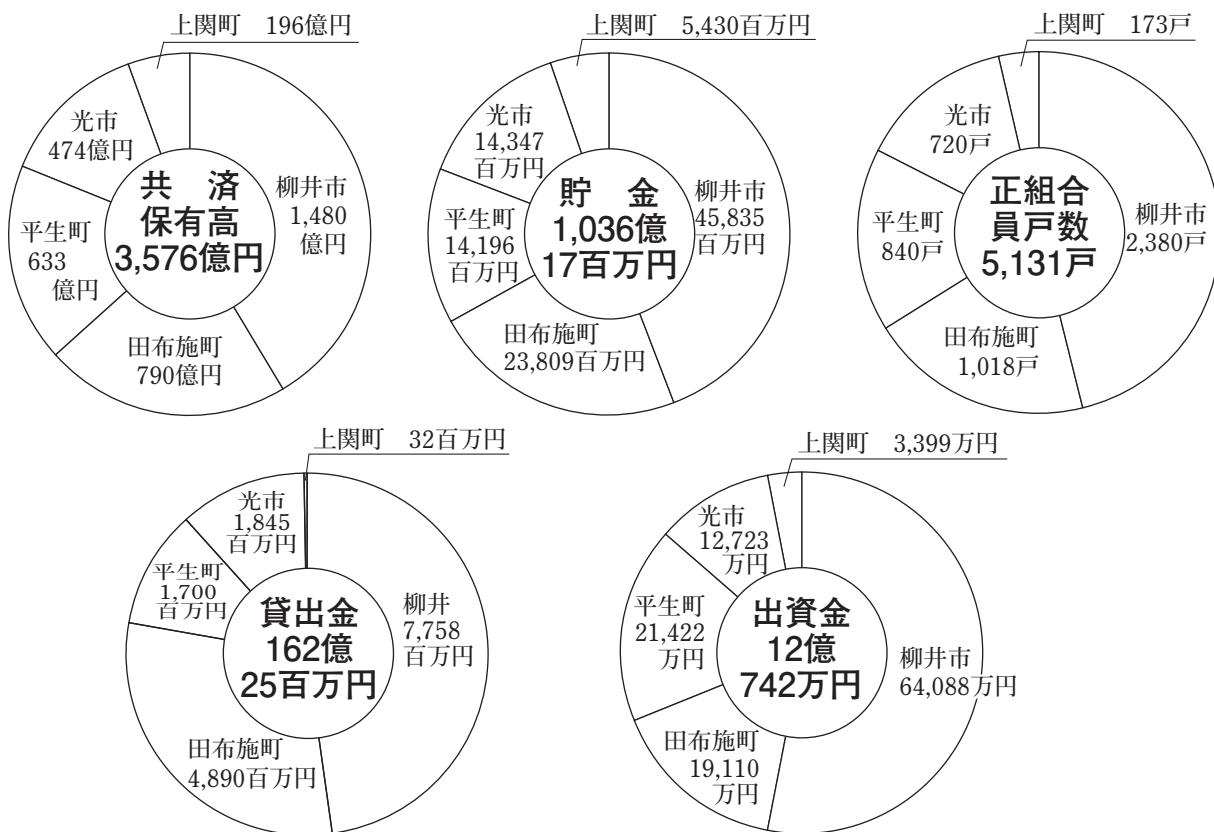 上関町　196億円
光市
474億円
平生町
633
億円
田布施町
790億円
柳井市
1,480
億円
共　済
保有高
3,576億円
上関町　5,430百万円
光市
14,347
百万円
平生町
14,196
百万円
田布施町
23,809百万円
柳井市
45,835
百万円
貯　金
1,036億
17百万円
上関町　173戸
光市
720戸
平生町
840戸
田布施町
1,018戸
柳井市
2,380戸
正組合
員戸数
5,131戸
上関町　32百万円
光市
1,845
百万円
平生町
1,700
百万円
田布施町
4,890百万円
柳井
7,758
百万円
貸出金
162億
25百万円
上関町　3,399万円
光市
12,723
万円
平生町
21,422
万円
田布施町
19,110
万円
柳井市
64,088万円
出資金
12億
742万円